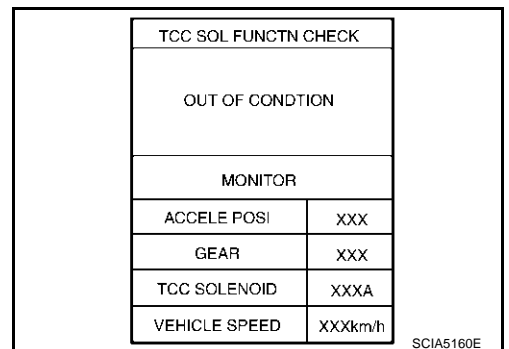 TCC SOL FUNCTN CHECK
OUT OF CONDTION
MONITOR
ACCELE POSI XXX
GEAR XXX
TCC SOLENOID XXXA
VEHICLE SPEED XXXkm/h
SCIA5160E